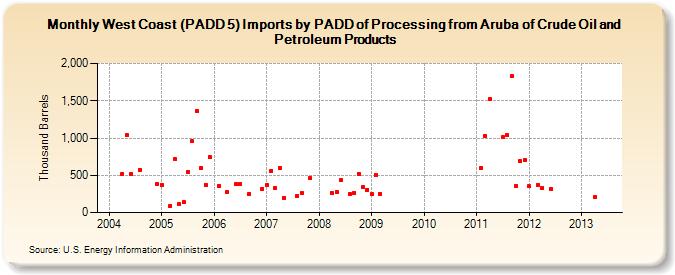 Monthly West Coast (PADD 5) Imports by PADD of Processing from Aruba of Crude Oil and
Petroleum Products
Thousand Barrels
2,000
1,500
1,000
500
0
2004 2005 2006 2007 2008 2009 2010 2011 2012 2013
Source: U.S. Energy Information Administration